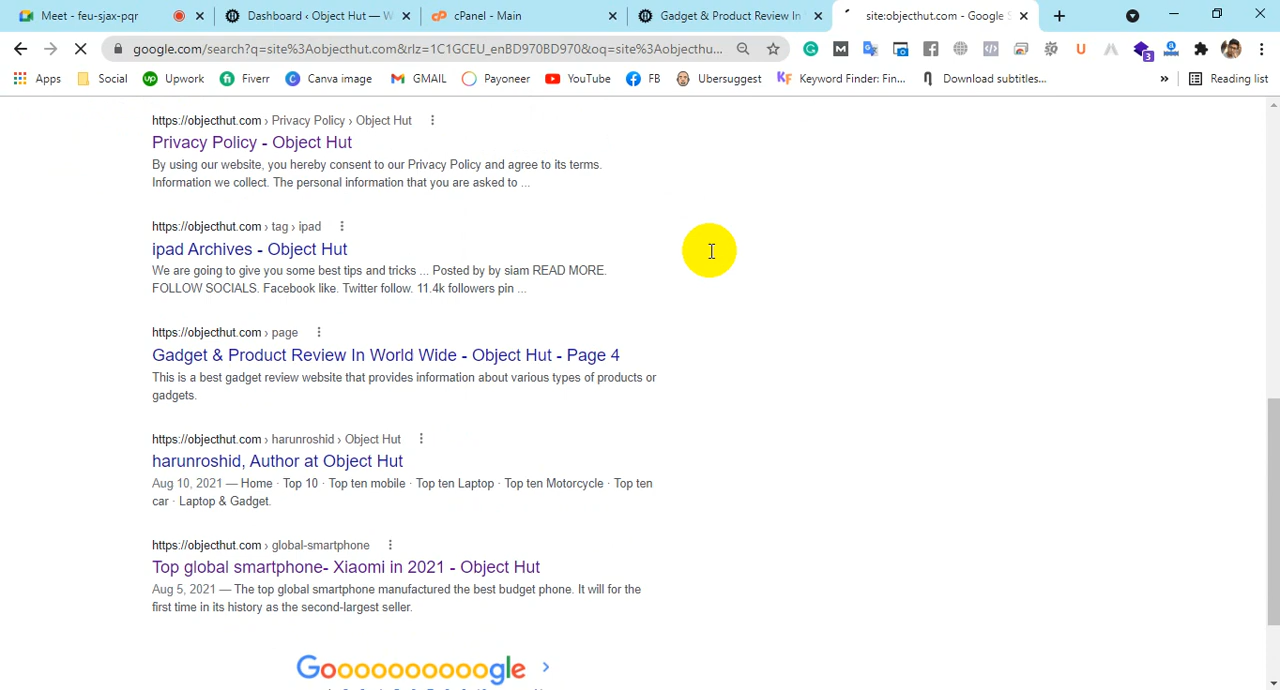 Meet - feu-sjax-pqr
Dashboard ‹ Object Hut — W
cPanel - Main
Gadget & Product Review In
site:objecthut.com - Google S
google.com/search?q=site%3Aobjecthut.com&rlz=1C1GCEU_enBD970BD970&oq=site%3Aobjecthu...
3
Apps
Social
Upwork
Fiverr
Canva image
GMAIL
Payoneer
YouTube
FB
Ubersuggest
Keyword Finder: Fin...
Download subtitles...
»
Reading list
https://objecthut.com › Privacy Policy › Object Hut
Privacy Policy - Object Hut
By using our website, you hereby consent to our Privacy Policy and agree to its terms.
Information we collect. The personal information that you are asked to ...
https://objecthut.com › tag › ipad
ipad Archives - Object Hut
We are going to give you some best tips and tricks ... Posted by by siam READ MORE.
FOLLOW SOCIALS. Facebook like. Twitter follow. 11.4k followers pin ...
https://objecthut.com › page
Gadget & Product Review In World Wide - Object Hut - Page 4
This is a best gadget review website that provides information about various types of products or
gadgets.
https://objecthut.com › harunroshid › Object Hut
harunroshid, Author at Object Hut
Aug 10, 2021 — Home · Top 10 · Top ten mobile · Top ten Laptop · Top ten Motorcycle · Top ten
car · Laptop & Gadget.
https://objecthut.com › global-smartphone
Top global smartphone- Xiaomi in 2021 - Object Hut
Aug 5, 2021 — The top global smartphone manufactured the best budget phone. It will for the
first time in its history as the second-largest seller.
Goooooooooogle ›